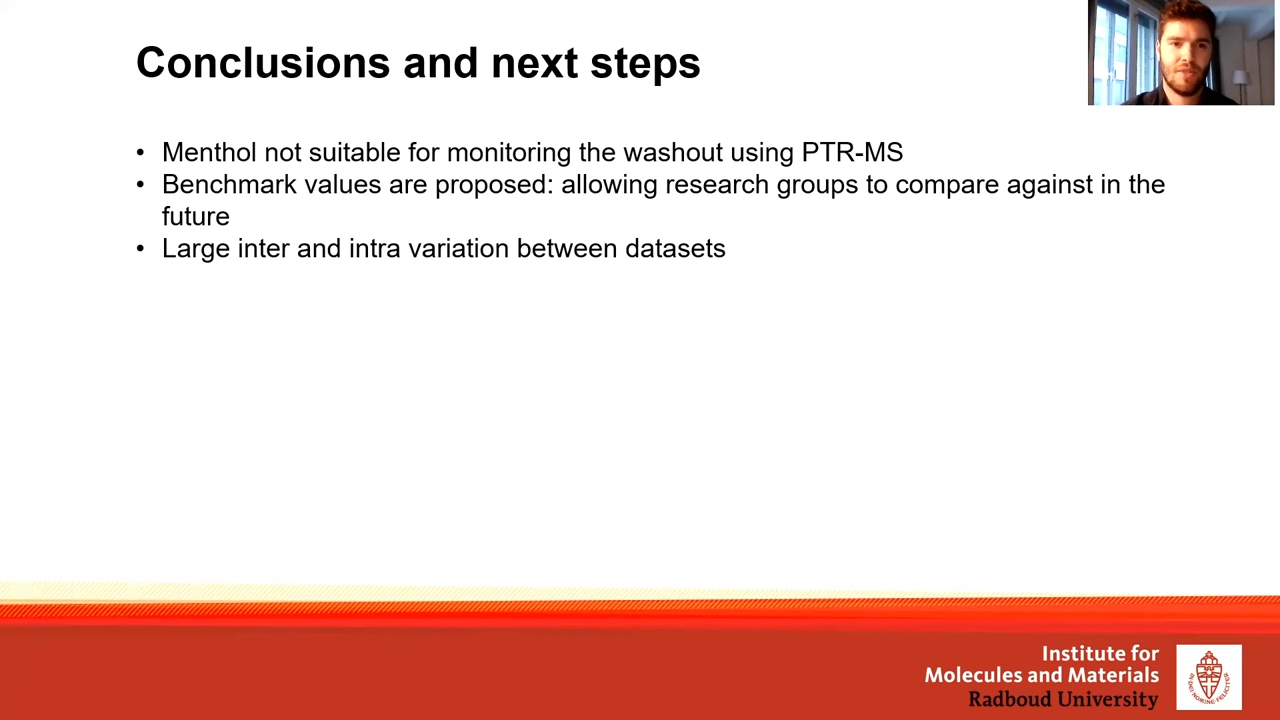 Conclusions and next steps
• Menthol not suitable for monitoring the washout using PTR-MS
• Benchmark values are proposed: allowing research groups to compare against in the
future
• Large inter and intra variation between datasets
Institute for
Molecules and Materials
Radboud University